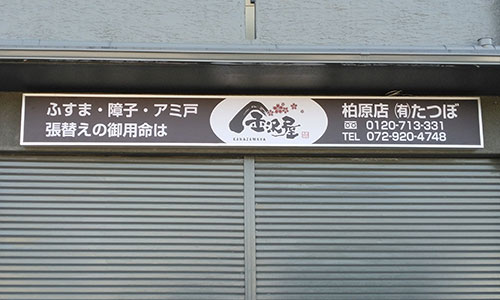 ふすま・障子・アミ戸
張替えの御用命は
金沢屋
KANAZAWAYA
柏原店 ㈲たつぼ
0120-713-331
TEL 072-920-4748